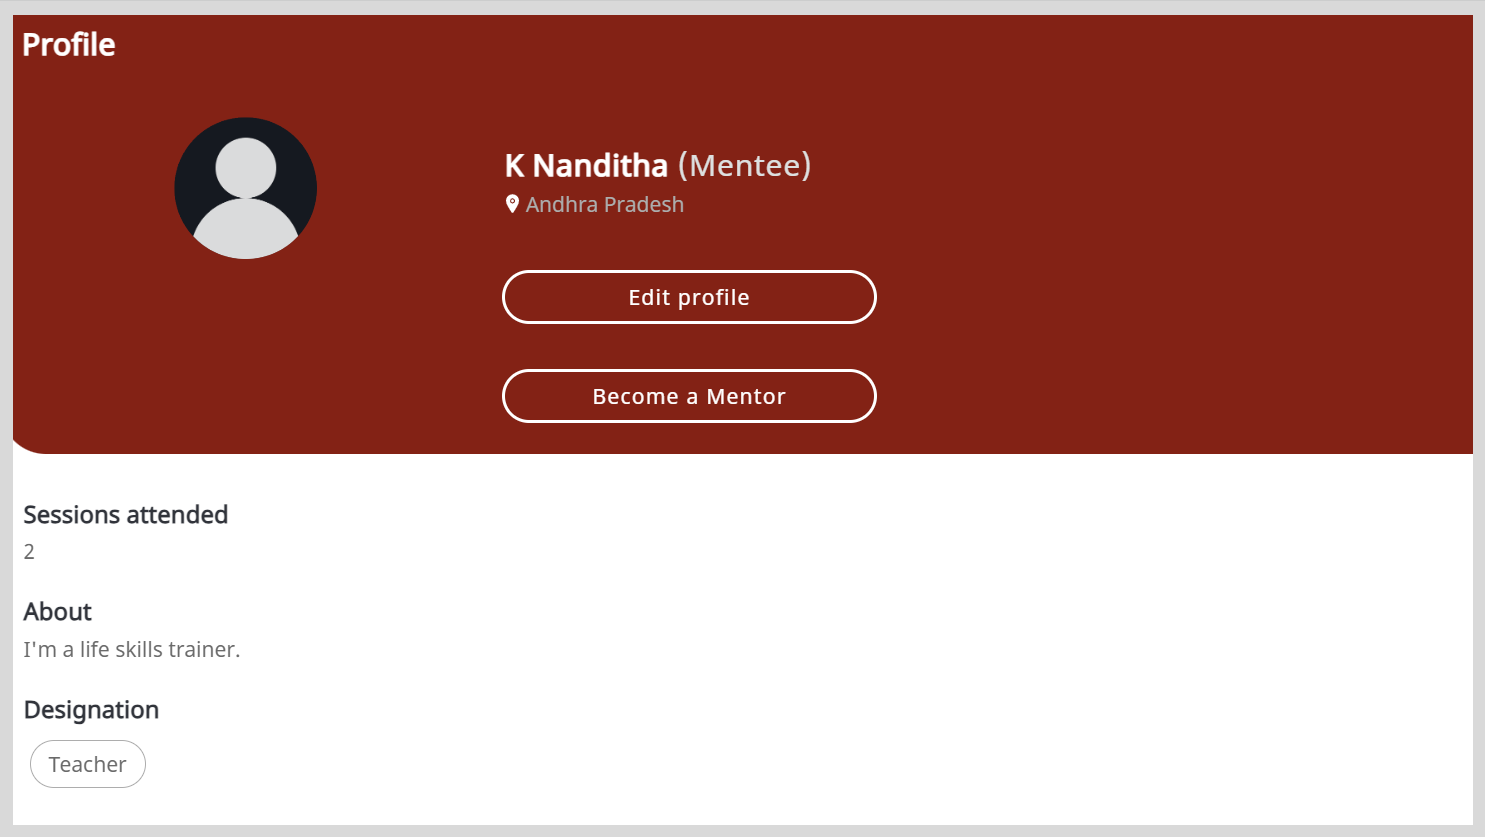 Profile
K Nanditha (Mentee)
Andhra Pradesh
Edit profile
Become a Mentor
Sessions attended
2
About
I'm a life skills trainer.
Designation
Teacher